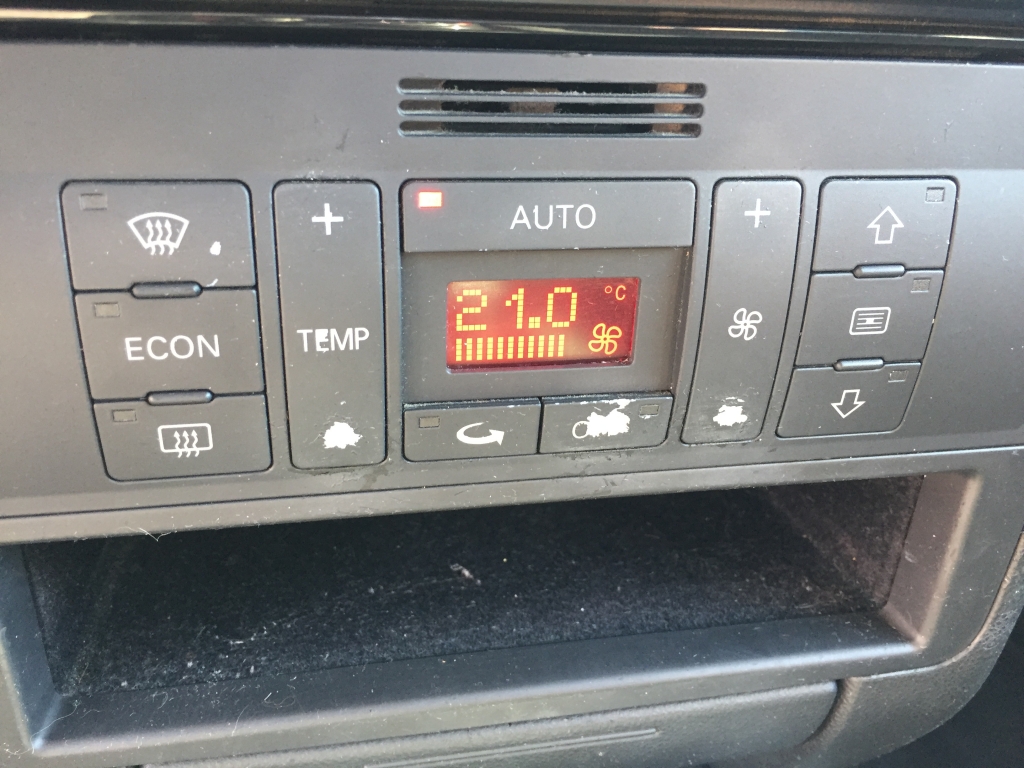 +
AUTO
+
21.0 °C
ECON
TEMP